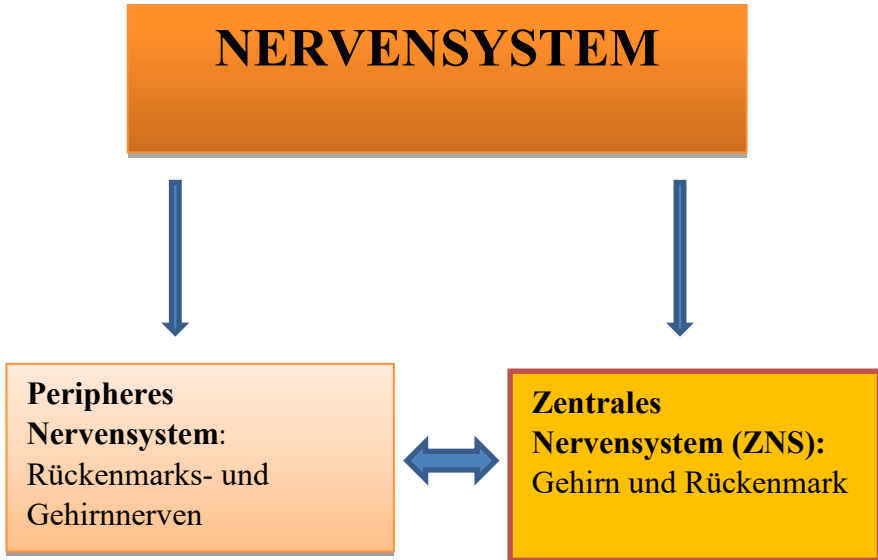 NERVENSYSTEM
Peripheres
Nervensystem:
Rückenmarks- und
Gehirnnerven
Zentrales
Nervensystem (ZNS):
Gehirn und Rückenmark